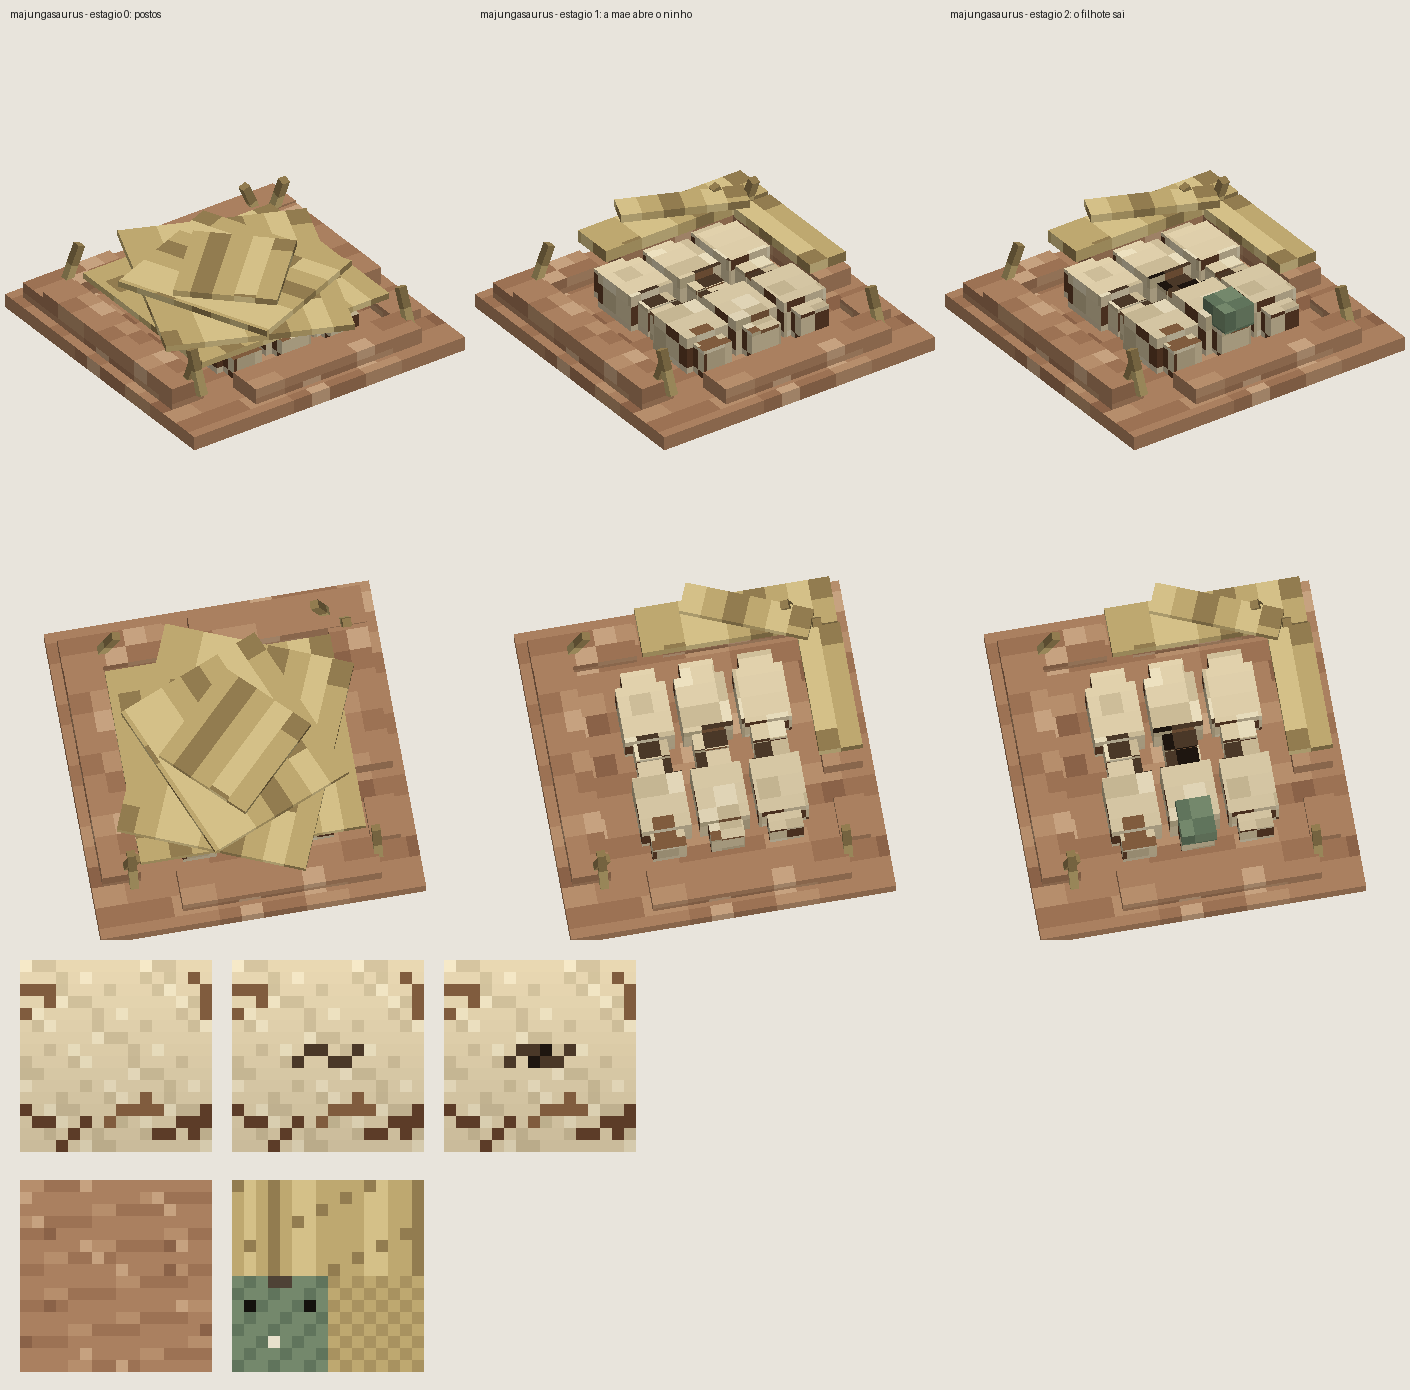 majungasaurus - estagio 0: postos
majungasaurus - estagio 1: a mae abre o ninho
majungasaurus - estagio 2: o filhote sai